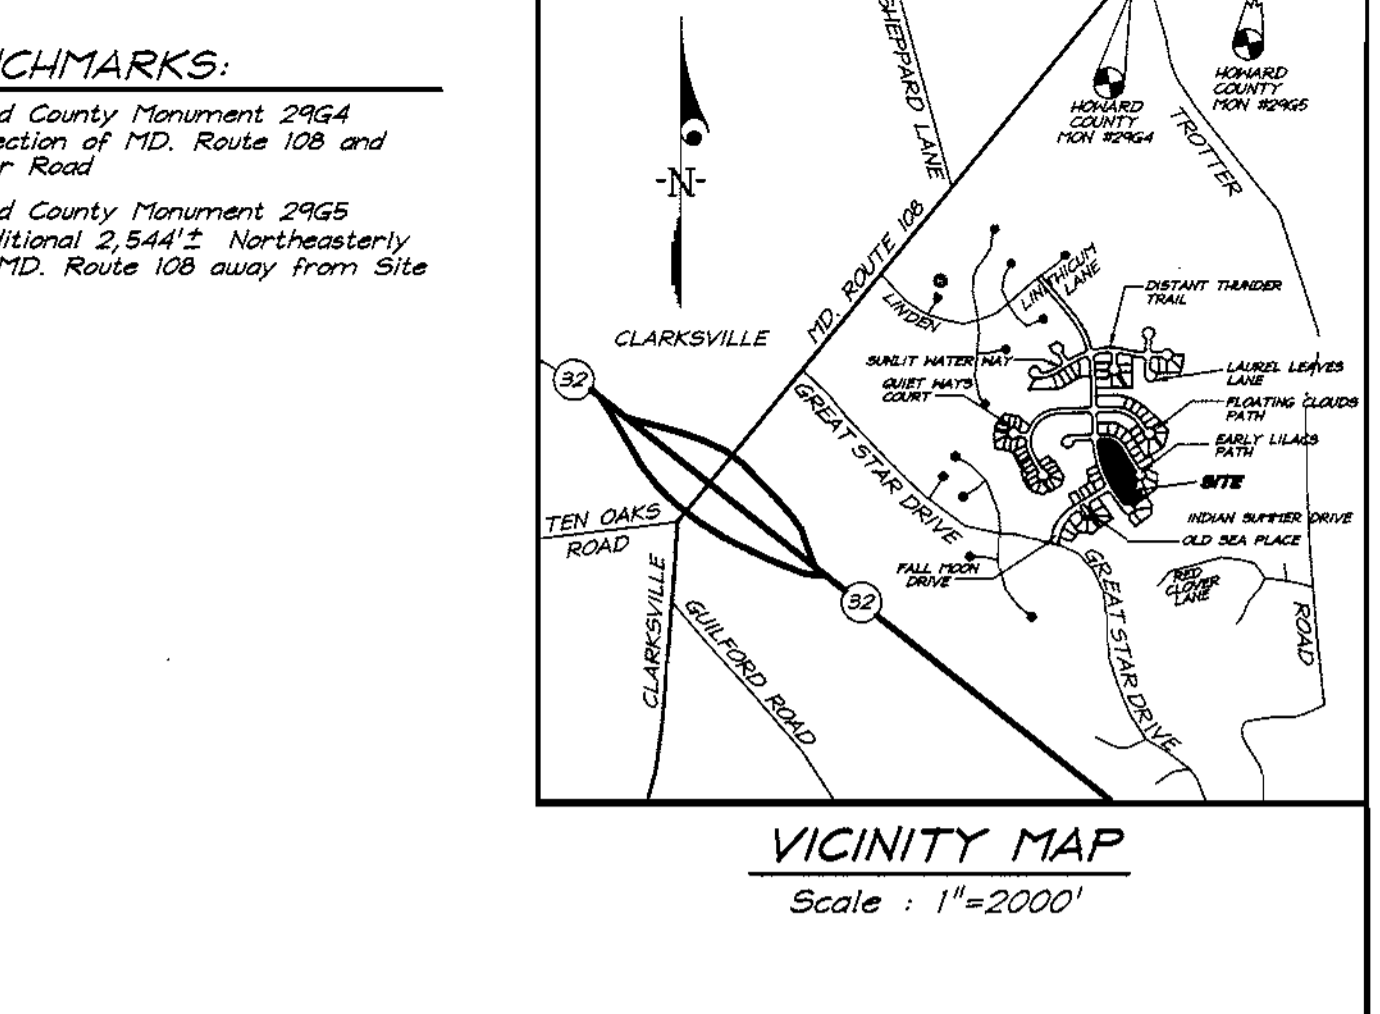 CHMARKS:
d County Monument 29G4
ection of MD. Route 108 and
r Road
d County Monument 29G5
ditional 2,544'± Northeasterly
MD. Route 108 away from Site
SHEPPARD LANE
-N-
HOWARD
COUNTY
MON #29G4
HOWARD
COUNTY
MON #29G5
TROTTER
MD. ROUTE 108
CLARKSVILLE
LINDEN
LINTHICUM
LANE
DISTANT THUNDER
TRAIL
SUNLIT WATER WAY
QUIET WAYS
COURT
LAUREL LEAVES
LANE
FLOATING CLOUDS
PATH
EARLY LILACS
PATH
SITE
INDIAN SUMMER DRIVE
OLD SEA PLACE
32
GREAT STAR DRIVE
TEN OAKS
ROAD
FALL MOON
DRIVE
RED
CLOVER
LANE
32
CLARKSVILLE
GUILFORD ROAD
GREAT STAR DRIVE
ROAD
VICINITY MAP
Scale : 1"=2000'